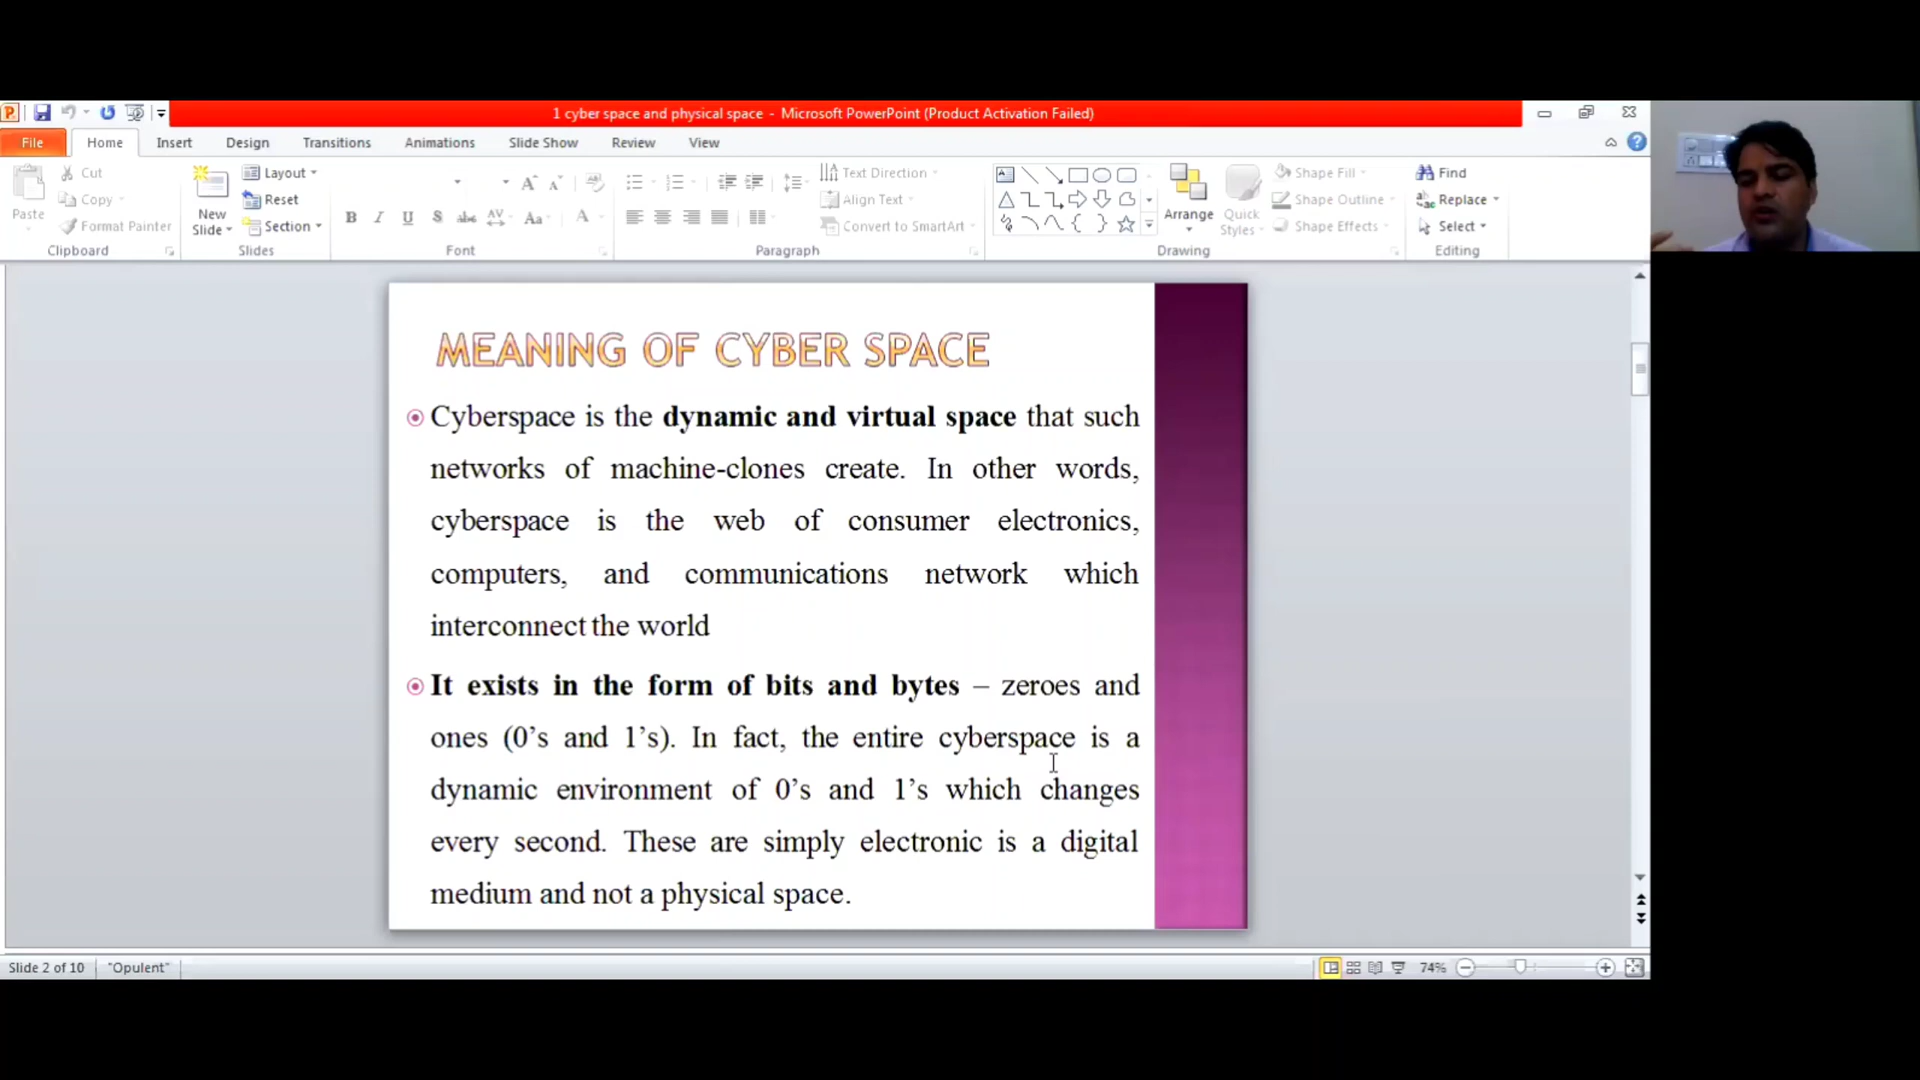 1 cyber space and physical space - Microsoft PowerPoint (Product Activation Failed)
File Home Insert Design Transitions Animations Slide Show Review View
Paste Cut Copy Format Painter
Clipboard
New Slide Layout Reset Section
Slides
B I U S abc AV Aa A
Font
Text Direction
Align Text
Convert to SmartArt
Paragraph
Arrange Quick Styles
Shape Fill
Shape Outline
Shape Effects
Drawing
Find
Replace
Select
Editing
MEANING OF CYBER SPACE
Cyberspace is the dynamic and virtual space that such
networks of machine-clones create. In other words,
cyberspace is the web of consumer electronics,
computers, and communications network which
interconnect the world
It exists in the form of bits and bytes – zeroes and
ones (0’s and 1’s). In fact, the entire cyberspace is a
dynamic environment of 0’s and 1’s which changes
every second. These are simply electronic is a digital
medium and not a physical space.
Slide 2 of 10 "Opulent" 74%